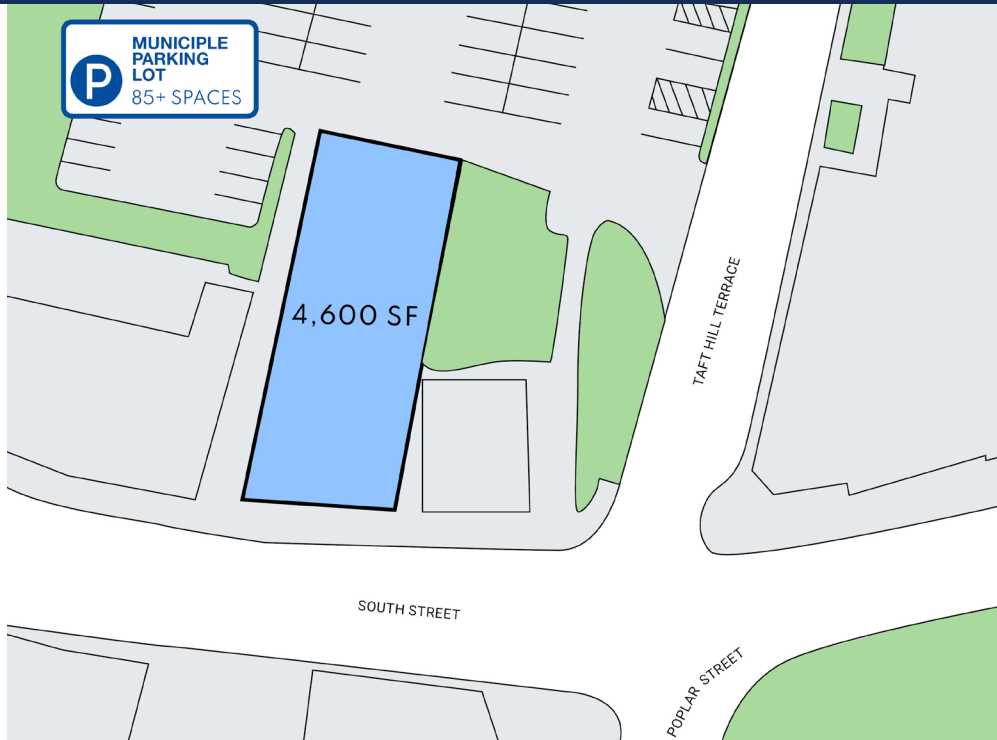 MUNICIPLE
PARKING
LOT
P
85+ SPACES
4,600 SF
TAFT HILL TERRACE
SOUTH STREET
POPLAR STREET